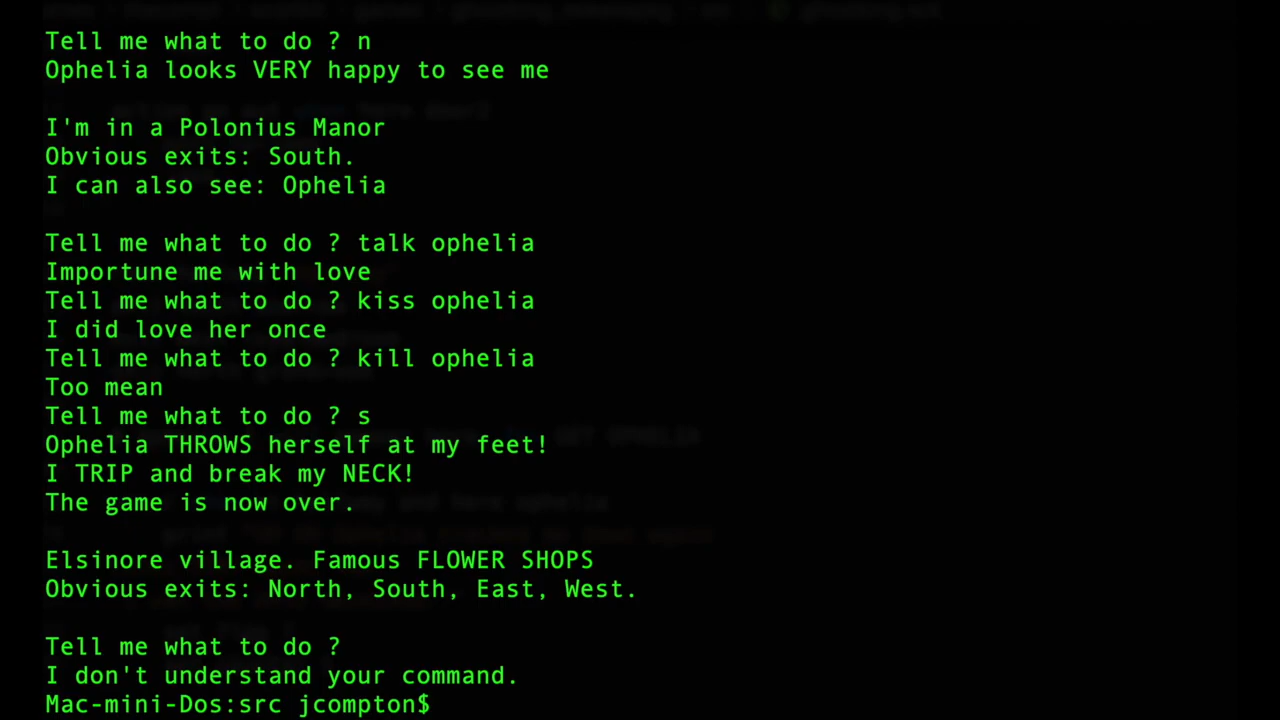 Tell me what to do ? n
Ophelia looks VERY happy to see me
I'm in a Polonius Manor
Obvious exits: South.
I can also see: Ophelia
Tell me what to do ? talk ophelia
Importune me with love
Tell me what to do ? kiss ophelia
I did love her once
Tell me what to do ? kill ophelia
Too mean
Tell me what to do ? s
Ophelia THROWS herself at my feet!
I TRIP and break my NECK!
The game is now over.
Elsinore village. Famous FLOWER SHOPS
Obvious exits: North, South, East, West.
Tell me what to do ?
I don't understand your command.
Mac-mini-Dos:src jcompton$